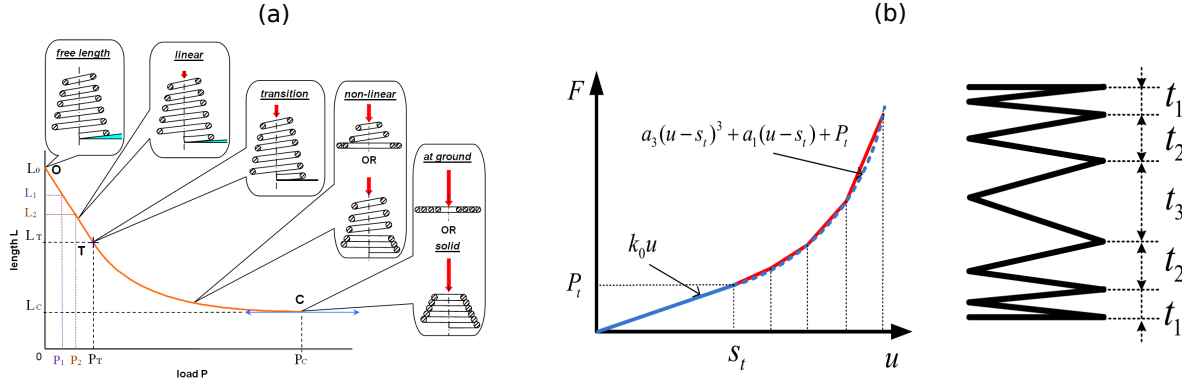 (a)
(b)
free length
linear
transition
non-linear
OR
at ground
OR
solid
L₀
O
L₁
L₂
L_T
T
L_C
C
length L
0
P₁
P₂
P_T
P_C
load P
F
a₃(u − s_t)³ + a₁(u − s_t) + P_t
k₀u
P_t
s_t
u
t₁
t₂
t₃
t₂
t₁